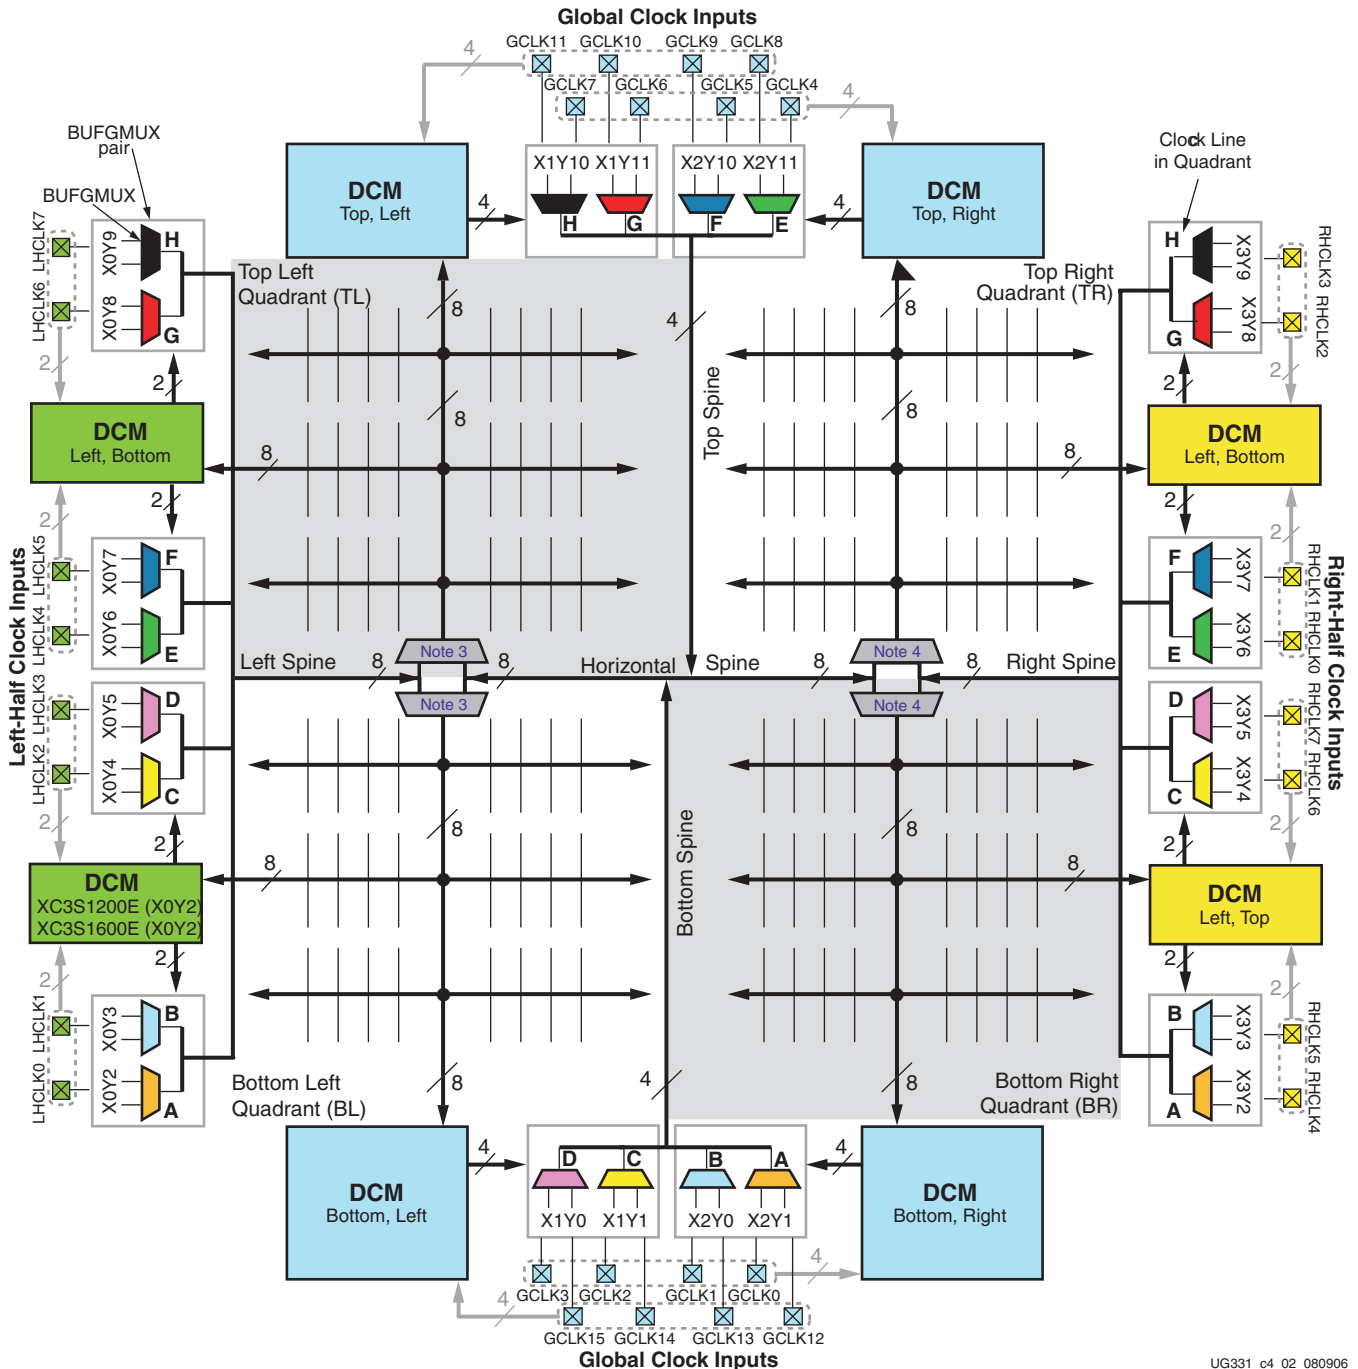 Global Clock Inputs
GCLK11 GCLK10 GCLK9 GCLK8
4
GCLK7 GCLK6 GCLK5 GCLK4
4
BUFGMUX
pair
BUFGMUX
Clock Line
in Quadrant
DCM
Top, Left
4
X1Y10 X1Y11
H G
X2Y10 X2Y11
F E
4
DCM
Top, Right
LHCLK7
LHCLK6
X0Y9
X0Y8
H
G
Top Left
Quadrant (TL)
8
8
4
Top Spine
Top Right
Quadrant (TR)
8
8
H
G
X3Y9
X3Y8
RHCLK3
RHCLK2
2
2
DCM
Left, Bottom
8
2
2
2
2
DCM
Left, Bottom
8
2
2
Left-Half Clock Inputs
LHCLK5
LHCLK4
X0Y7
X0Y6
F
E
F
E
X3Y7
X3Y6
RHCLK1
RHCLK0
Right-Half Clock Inputs
Left Spine
8
Note 3
Note 3
8
Horizontal Spine
8
Note 4
Note 4
8
Right Spine
LHCLK3
LHCLK2
X0Y5
X0Y4
D
C
D
C
X3Y5
X3Y4
RHCLK7
RHCLK6
2
2
DCM
XC3S1200E (X0Y2)
XC3S1600E (X0Y2)
8
2
2
8
Bottom Spine
8
2
2
DCM
Left, Top
8
2
2
LHCLK1
LHCLK0
X0Y3
X0Y2
B
A
B
A
X3Y3
X3Y2
RHCLK5
RHCLK4
Bottom Left
Quadrant (BL)
8
4
8
Bottom Right
Quadrant (BR)
DCM
Bottom, Left
4
D C
X1Y0 X1Y1
B A
X2Y0 X2Y1
4
DCM
Bottom, Right
4
GCLK3 GCLK2 GCLK1 GCLK0
4
GCLK15 GCLK14 GCLK13 GCLK12
Global Clock Inputs
UG331_c4_02_080906